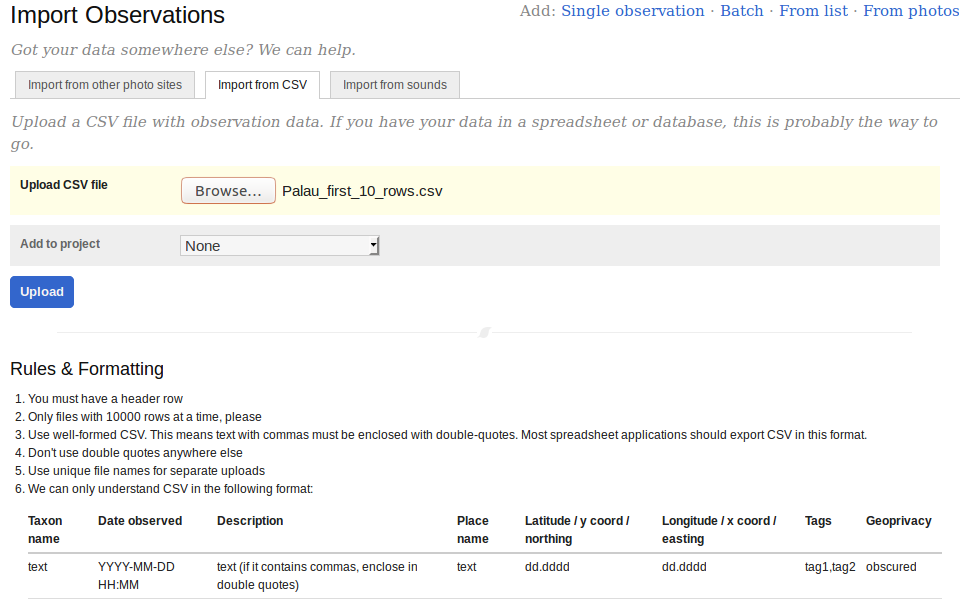 Import Observations
Add: Single observation · Batch · From list · From photos
Got your data somewhere else? We can help.
Import from other photo sites
Import from CSV
Import from sounds
Upload a CSV file with observation data. If you have your data in a spreadsheet or database, this is probably the way to
go.
Upload CSV file
Browse... Palau_first_10_rows.csv
Add to project
None
Upload
Rules & Formatting
1. You must have a header row
2. Only files with 10000 rows at a time, please
3. Use well-formed CSV. This means text with commas must be enclosed with double-quotes. Most spreadsheet applications should export CSV in this format.
4. Don't use double quotes anywhere else
5. Use unique file names for separate uploads
6. We can only understand CSV in the following format:
Taxon name
Date observed
Description
Place name
Latitude / y coord / northing
Longitude / x coord / easting
Tags
Geoprivacy
text
YYYY-MM-DD HH:MM
text (if it contains commas, enclose in double quotes)
text
dd.dddd
dd.dddd
tag1,tag2
obscured